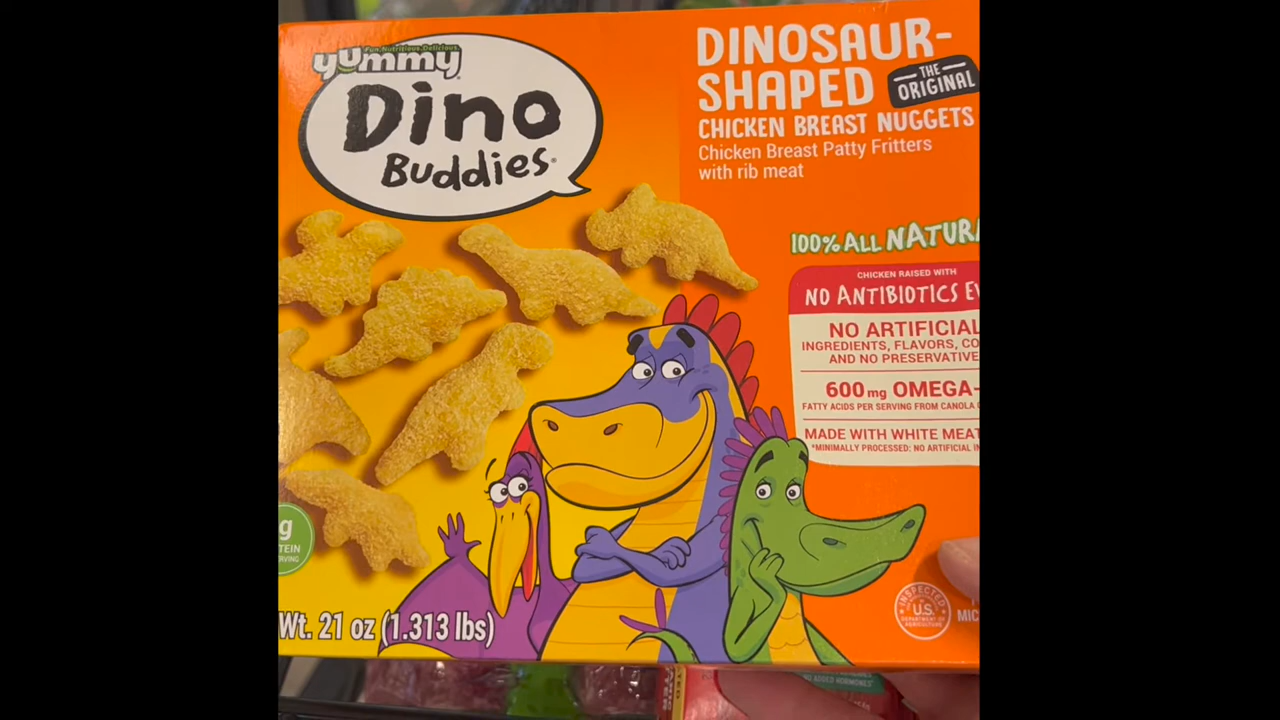 Fun.Nutritious.Delicious.
yummy
Dino
Buddies
DINOSAUR-
SHAPED
THE
ORIGINAL
CHICKEN BREAST NUGGETS
Chicken Breast Patty Fritters
with rib meat
100% ALL NATURA
CHICKEN RAISED WITH
NO ANTIBIOTICS EV
NO ARTIFICIAL
INGREDIENTS, FLAVORS, CO
AND NO PRESERVATIVE
600mg OMEGA-
FATTY ACIDS PER SERVING FROM CANOLA
MADE WITH WHITE MEAT
*MINIMALLY PROCESSED: NO ARTIFICIAL IN
g
TEIN
RVING
Wt. 21 oz (1.313 lbs)
INSPECTED
U.S.
DEPARTMENT OF
AGRICULTURE
MIC
NO ADDED HORMONES